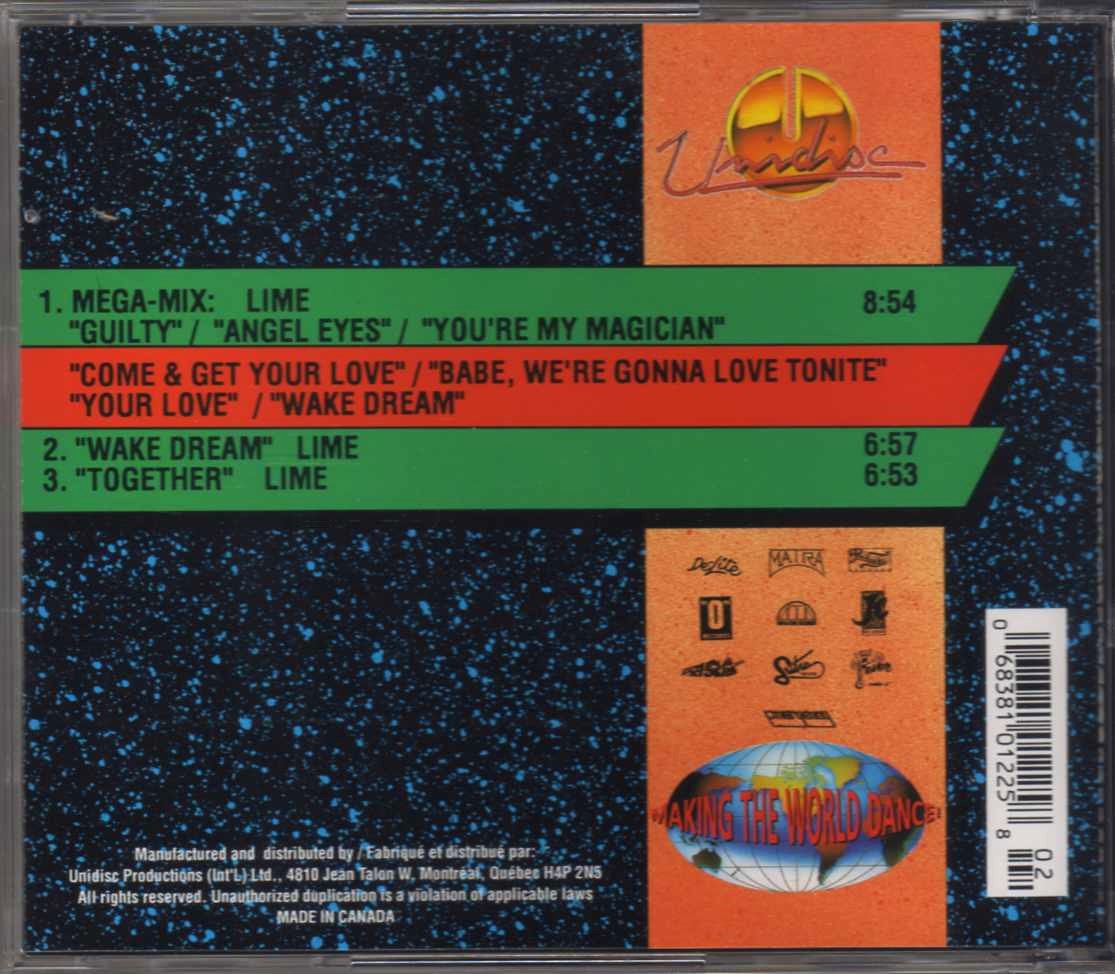 Unidisc
1. MEGA-MIX: LIME 8:54
"GUILTY" / "ANGEL EYES" / "YOU'RE MY MAGICIAN"
"COME & GET YOUR LOVE" / "BABE, WE'RE GONNA LOVE TONITE"
"YOUR LOVE" / "WAKE DREAM"
2. "WAKE DREAM" LIME 6:57
3. "TOGETHER" LIME 6:53
DeLite MATRA
"O"
RECORDS
MAKING THE WORLD DANCE!
Manufactured and distributed by / Fabriqué et distribué par:
Unidisc Productions (Int'L) Ltd., 4810 Jean Talon W, Montréal, Québec H4P 2N5
All rights reserved. Unauthorized duplication is a violation of applicable laws
MADE IN CANADA
0 68381 01225 8
02